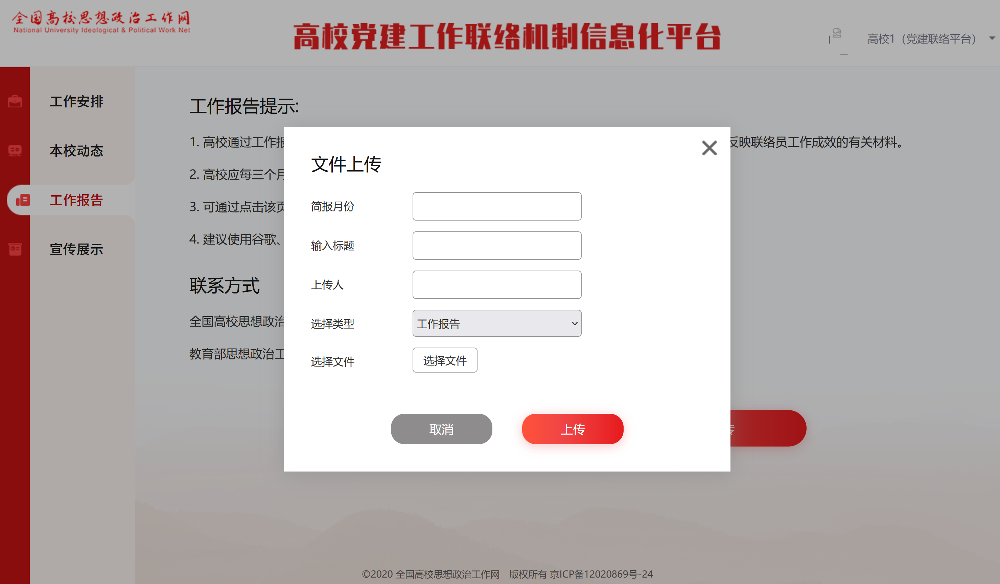 全国高校思想政治工作网
National University Ideological & Political Work Net
高校党建工作联络机制信息化平台
高校1（党建联络平台）
工作安排
本校动态
工作报告
宣传展示
工作报告提示:
1. 高校通过工作报
反映联络员工作成效的有关材料。
2. 高校应每三个月
3. 可通过点击该页
4. 建议使用谷歌、
联系方式
全国高校思想政治
教育部思想政治工
文件上传
简报月份
输入标题
上传人
选择类型
工作报告
选择文件
选择文件
取消
上传
©2020 全国高校思想政治工作网 版权所有 京ICP备12020869号-24